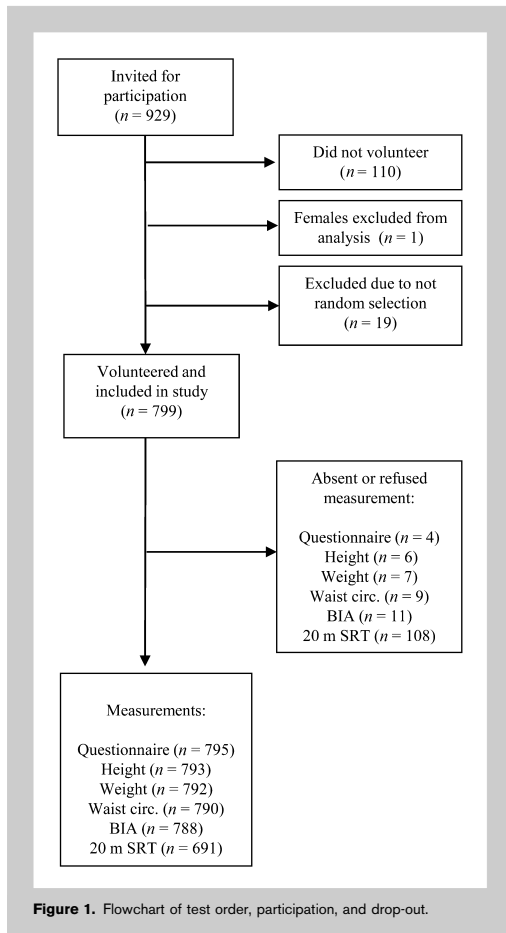 Invited for
participation
(n = 929)
Did not volunteer
(n = 110)
Females excluded from
analysis (n = 1)
Excluded due to not
random selection
(n = 19)
Volunteered and
included in study
(n = 799)
Absent or refused
measurement:
Questionnaire (n = 4)
Height (n = 6)
Weight (n = 7)
Waist circ. (n = 9)
BIA (n = 11)
20 m SRT (n = 108)
Measurements:
Questionnaire (n = 795)
Height (n = 793)
Weight (n = 792)
Waist circ. (n = 790)
BIA (n = 788)
20 m SRT (n = 691)
Figure 1. Flowchart of test order, participation, and drop-out.